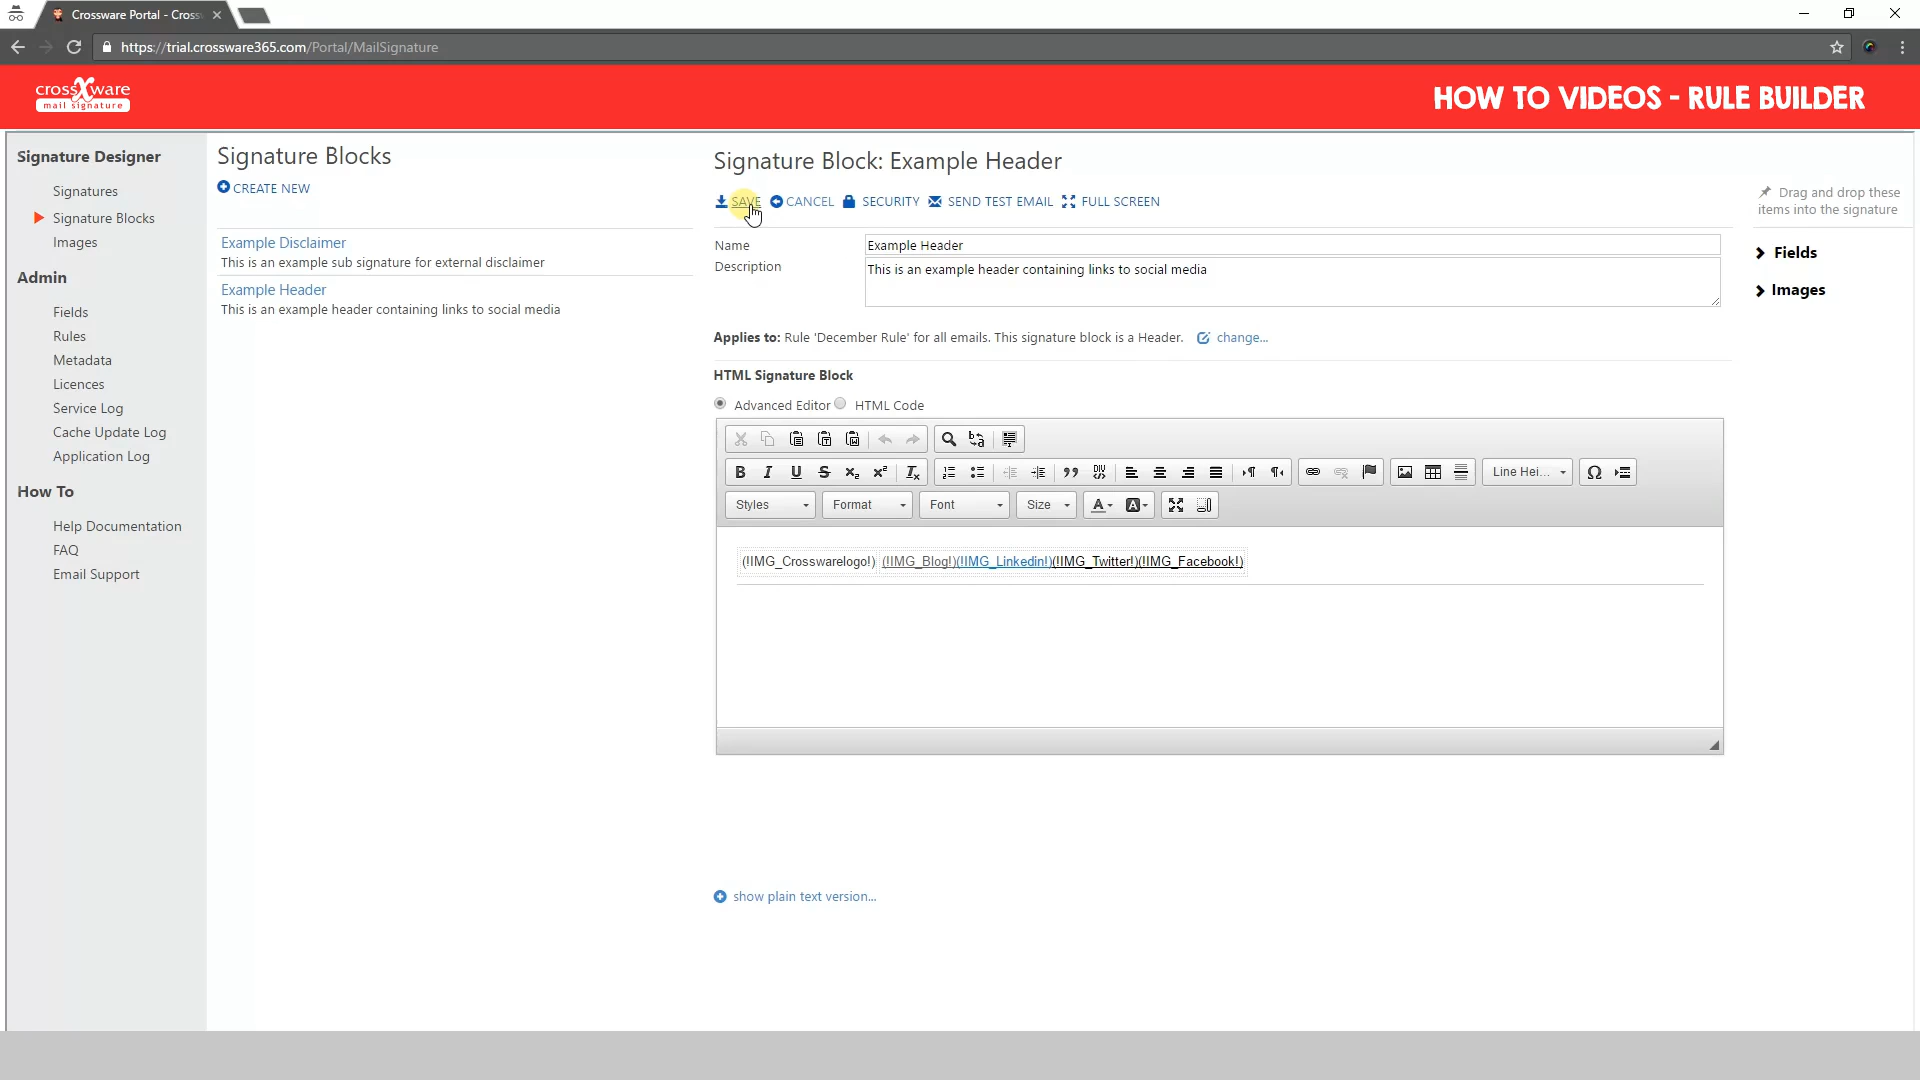 Crossware Portal - Cross
https://trial.crossware365.com/Portal/MailSignature
crossXware
mail signature
HOW TO VIDEOS - RULE BUILDER
Signature Designer
Signatures
Signature Blocks
Images
Admin
Fields
Rules
Metadata
Licences
Service Log
Cache Update Log
Application Log
How To
Help Documentation
FAQ
Email Support
Signature Blocks
CREATE NEW
Example Disclaimer
This is an example sub signature for external disclaimer
Example Header
This is an example header containing links to social media
Signature Block: Example Header
SAVE CANCEL SECURITY SEND TEST EMAIL FULL SCREEN
Name Example Header
Description This is an example header containing links to social media
Applies to: Rule 'December Rule' for all emails. This signature block is a Header. change...
HTML Signature Block
Advanced Editor HTML Code
Line Hei...
Styles Format Font Size
(!IMG_Crosswarelogo!) (!IMG_Blog!)(!IMG_Linkedin!)(!IMG_Twitter!)(!IMG_Facebook!)
show plain text version...
Drag and drop these
items into the signature
Fields
Images